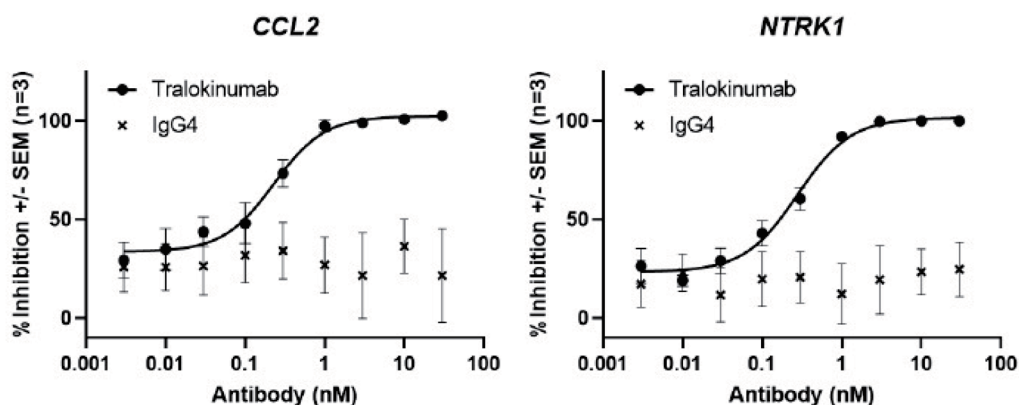 CCL2
% Inhibition +/- SEM (n=3)
Tralokinumab
IgG4
100
50
0
0.001 0.01 0.1 1 10 100
Antibody (nM)
NTRK1
% Inhibition +/- SEM (n=3)
Tralokinumab
IgG4
100
50
0
0.001 0.01 0.1 1 10 100
Antibody (nM)